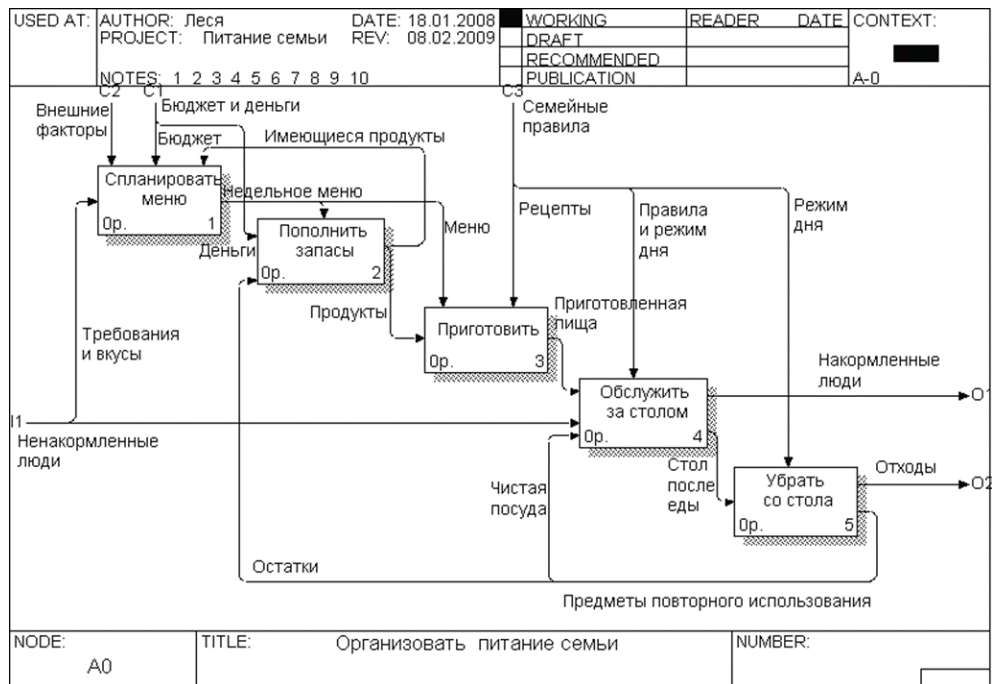 USED AT:
AUTHOR: Леся
DATE: 18.01.2008
PROJECT: Питание семьи
REV: 08.02.2009
NOTES: 1 2 3 4 5 6 7 8 9 10
WORKING
DRAFT
RECOMMENDED
PUBLICATION
READER
DATE
CONTEXT:
A-0
C2
C1
C3
Внешние
факторы
Бюджет и деньги
Бюджет
Имеющиеся продукты
Семейные
правила
Спланировать
меню
0р.
1
Недельное меню
Деньги
Пополнить
запасы
0р.
2
Меню
Рецепты
Правила
и режим
дня
Режим
дня
Продукты
Приготовить
0р.
3
Приготовленная
пища
Требования
и вкусы
Обслужить
за столом
0р.
4
Накормленные
люди
O1
I1
Ненакормленные
люди
Стол
после
еды
Чистая
посуда
Убрать
со стола
0р.
5
Отходы
O2
Остатки
Предметы повторного использования
NODE:
A0
TITLE:
Организовать питание семьи
NUMBER: